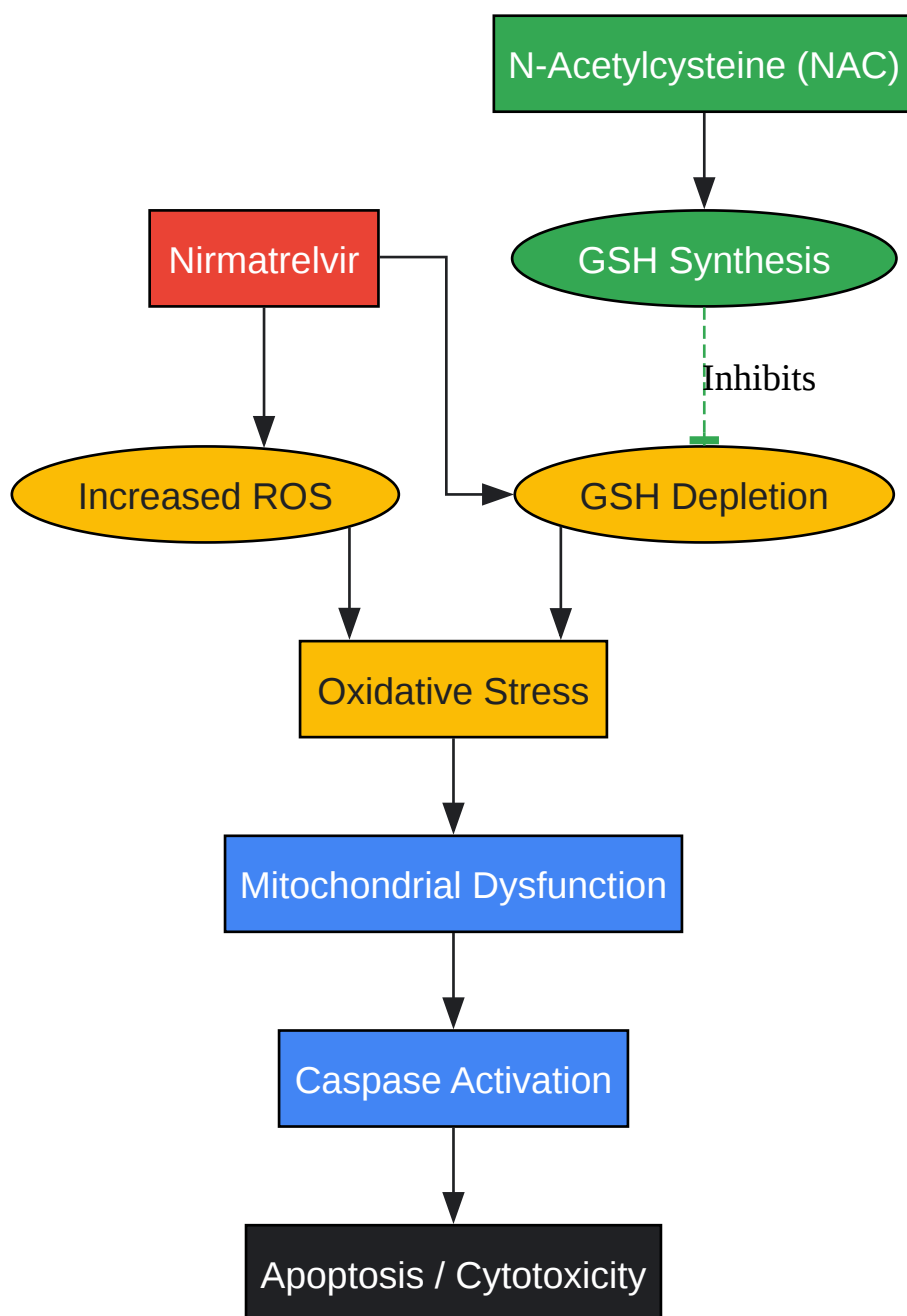 N-Acetylcysteine (NAC)
Nirmatrelvir
GSH Synthesis
Inhibits
Increased ROS
GSH Depletion
Oxidative Stress
Mitochondrial Dysfunction
Caspase Activation
Apoptosis / Cytotoxicity